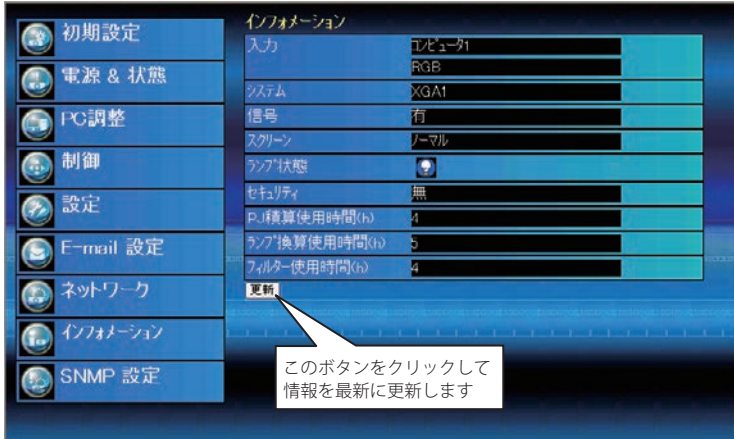 初期設定
電源 & 状態
PC調整
制御
設定
E-mail 設定
ネットワーク
インフォメーション
SNMP 設定
インフォメーション
入力 コンピュータ1
RGB
システム XGA1
信号 有
スクリーン ノーマル
ランプ状態
セキュリティ 無
PJ積算使用時間(h) 4
ランプ換算使用時間(h) 5
フィルター使用時間(h) 4
更新
このボタンをクリックして
情報を最新に更新します